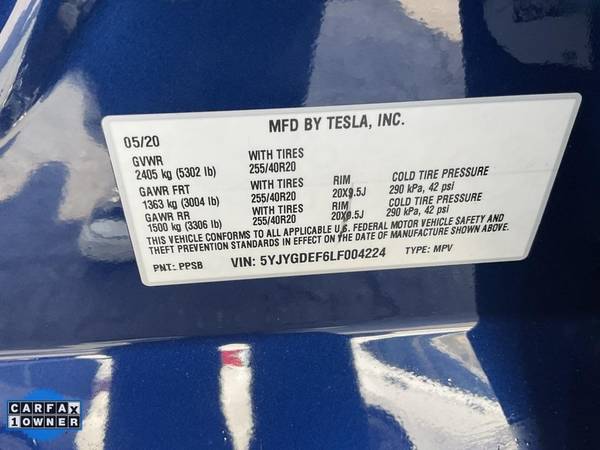 MFD BY TESLA, INC.
05/20
GVWR WITH TIRES
2405 kg (5302 lb) 255/40R20
GAWR FRT WITH TIRES RIM COLD TIRE PRESSURE
1363 kg (3004 lb) 255/40R20 20X9.5J 290 kPa, 42 psi
GAWR RR WITH TIRES RIM COLD TIRE PRESSURE
1500 kg (3306 lb) 255/40R20 20X9.5J 290 kPa, 42 psi
THIS VEHICLE CONFORMS TO ALL APPLICABLE U.S. FEDERAL MOTOR VEHICLE SAFETY AND
THEFT PREVENTION STANDARDS IN EFFECT ON THE DATE OF MANUFACTURE SHOWN ABOVE.
PNT: PPSB VIN: 5YJYGDEF6LF004224 TYPE: MPV
CARFAX
1 OWNER